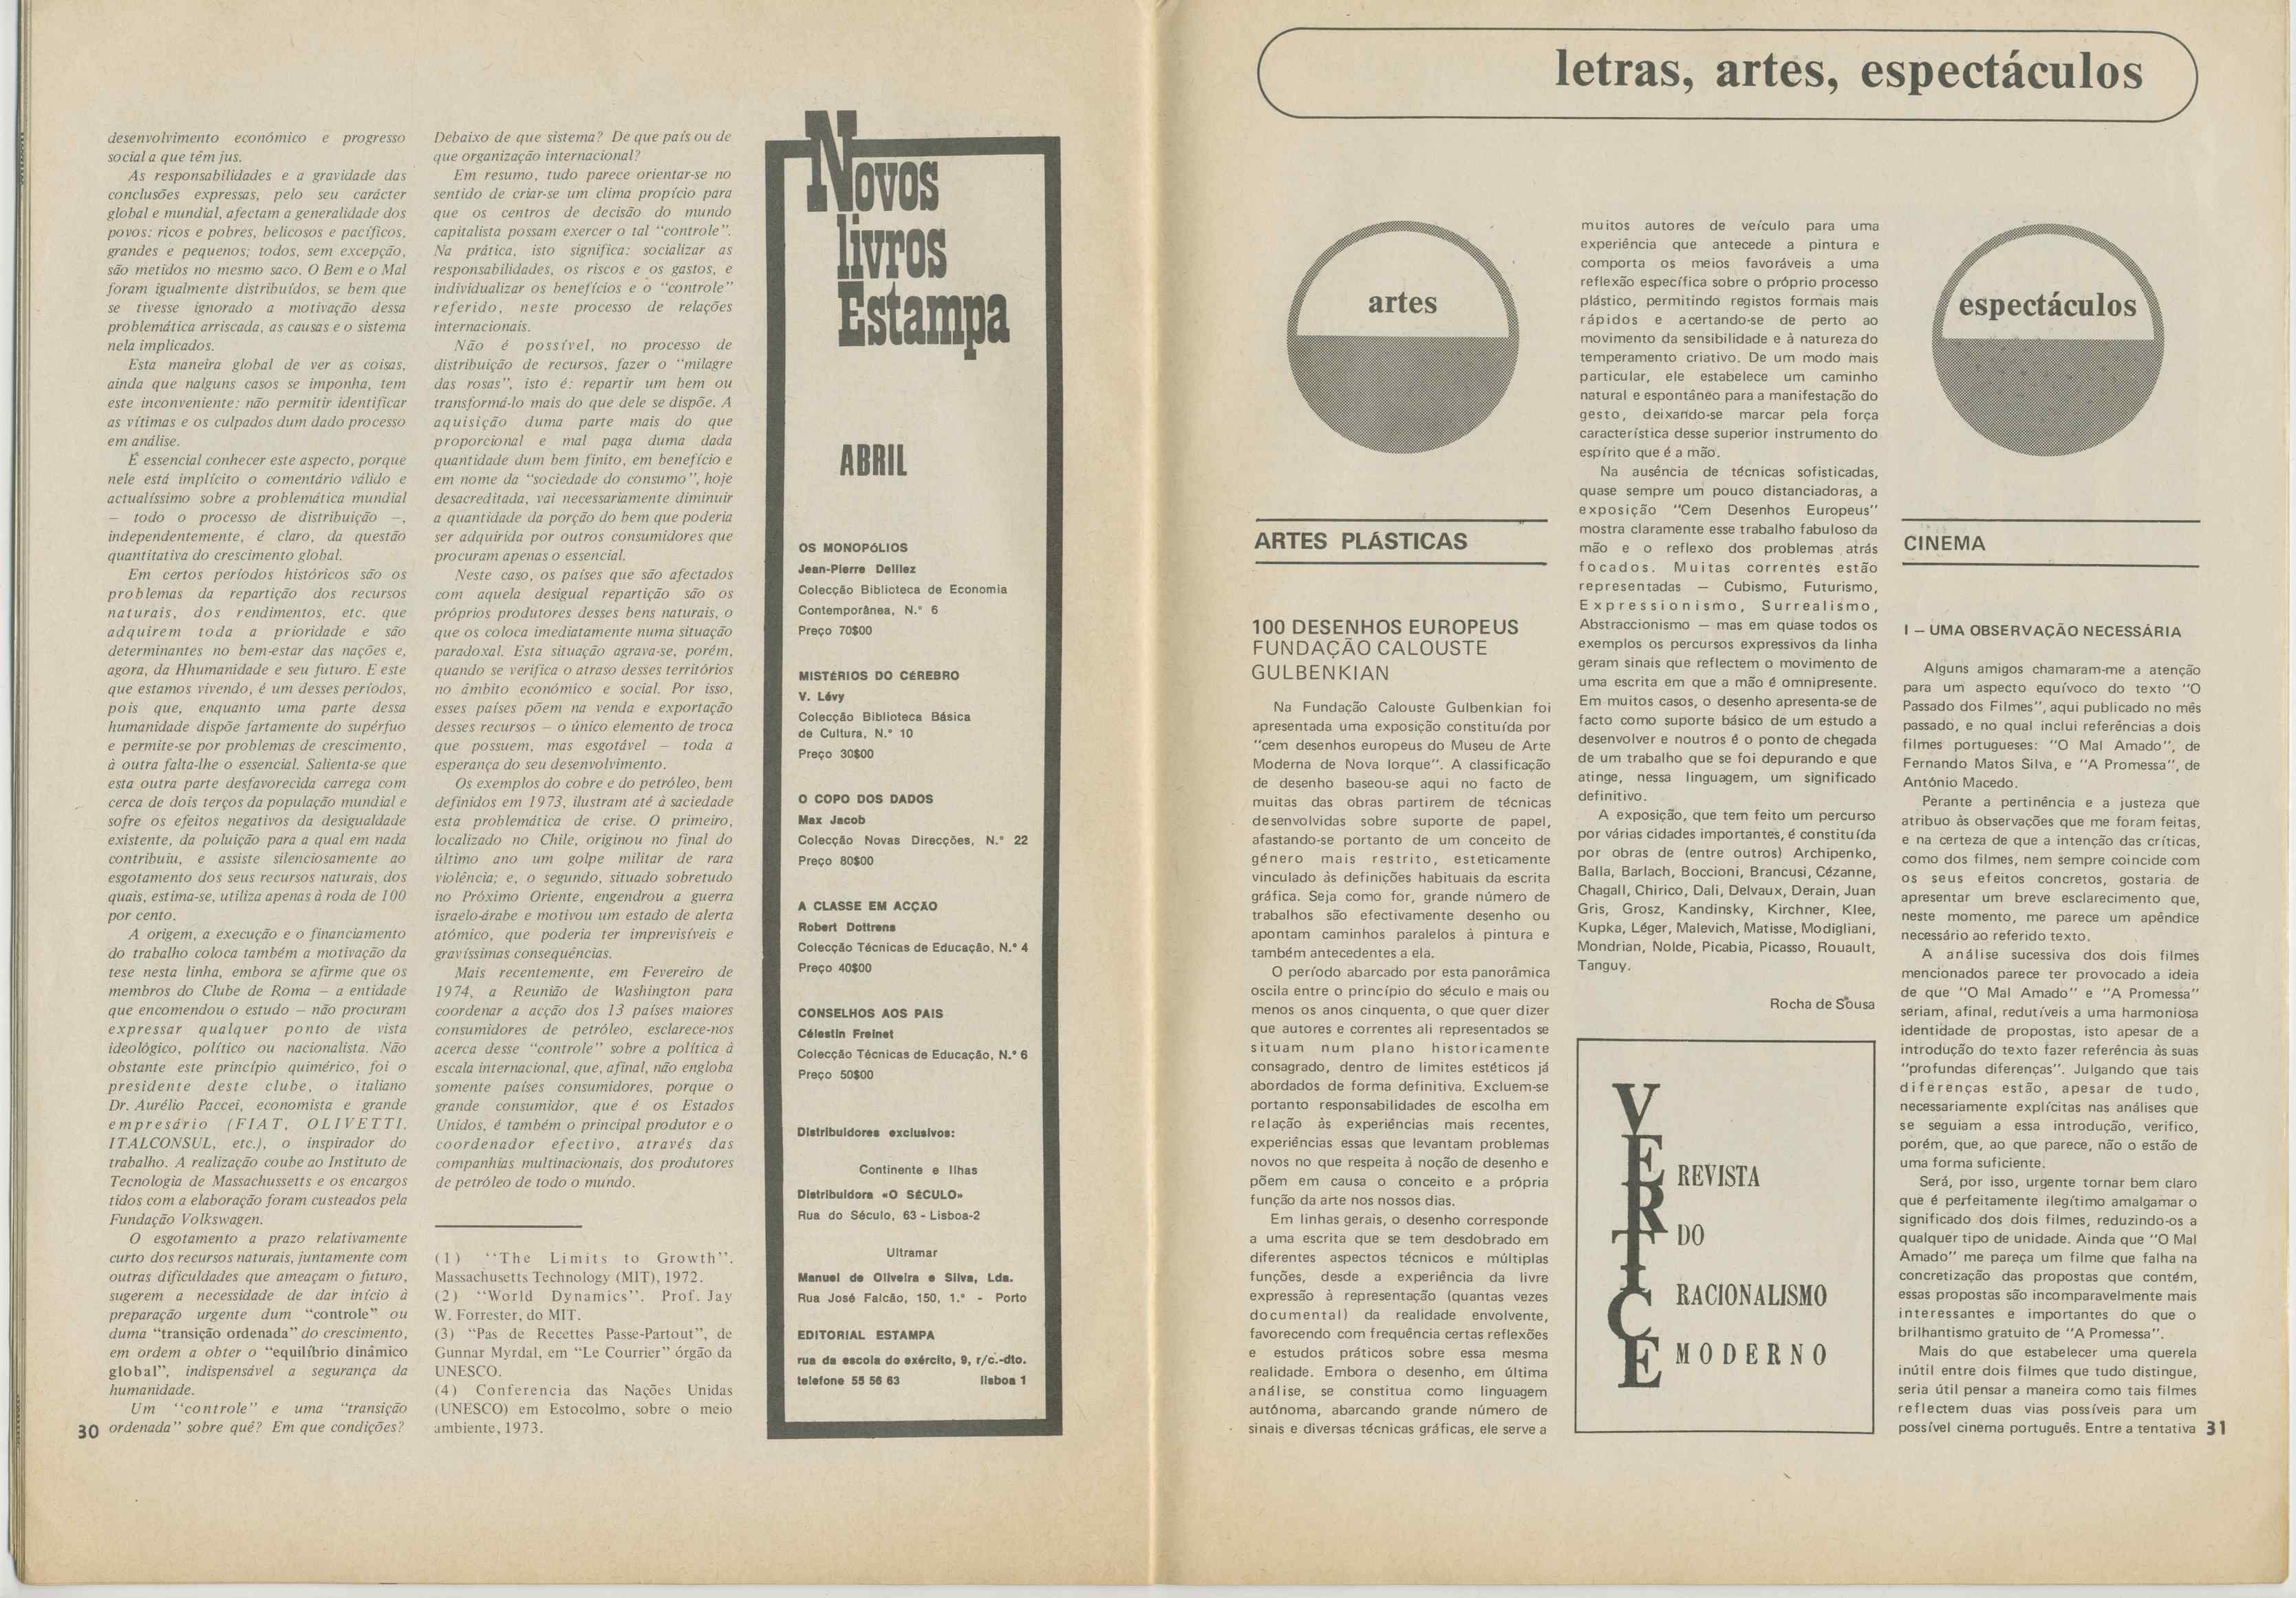 desenvolvimento económico e progresso
social a que têm jus.
As responsabilidades e a gravidade das
conclusões expressas, pelo seu carácter
global e mundial, afectam a generalidade dos
povos: ricos e pobres, belicosos e pacíficos,
grandes e pequenos; todos, sem excepção,
são metidos no mesmo saco. O Bem e o Mal
foram igualmente distribuídos, se bem que
se tivesse ignorado a motivação dessa
problemática arriscada, as causas e o sistema
nela implicados.
Esta maneira global de ver as coisas,
ainda que nalguns casos se imponha, tem
este inconveniente: não permitir identificar
as vítimas e os culpados dum dado processo
em análise.
É essencial conhecer este aspecto, porque
nele está implícito o comentário válido e
actualíssimo sobre a problemática mundial
— todo o processo de distribuição —,
independentemente, é claro, da questão
quantitativa do crescimento global.
Em certos períodos históricos são os
problemas da repartição dos recursos
naturais, dos rendimentos, etc. que
adquirem toda a prioridade e são
determinantes no bem-estar das nações e,
agora, da Hhumanidade e seu futuro. E este
que estamos vivendo, é um desses períodos,
pois que, enquanto uma parte dessa
humanidade dispõe fartamente do supérfuo
e permite-se por problemas de crescimento,
à outra falta-lhe o essencial. Salienta-se que
esta outra parte desfavorecida carrega com
cerca de dois terços da população mundial e
sofre os efeitos negativos da desigualdade
existente, da poluição para a qual em nada
contribuiu, e assiste silenciosamente ao
esgotamento dos seus recursos naturais, dos
quais, estima-se, utiliza apenas à roda de 100
por cento.
A origem, a execução e o financiamento
do trabalho coloca também a motivação da
tese nesta linha, embora se afirme que os
membros do Clube de Roma — a entidade
que encomendou o estudo — não procuram
expressar qualquer ponto de vista
ideológico, político ou nacionalista. Não
obstante este princípio quimérico, foi o
presidente deste clube, o italiano
Dr. Aurélio Paccei, economista e grande
empresário (FIAT, OLIVETTI,
ITALCONSUL, etc.), o inspirador do
trabalho. A realização coube ao Instituto de
Tecnologia de Massachussetts e os encargos
tidos com a elaboração foram custeados pela
Fundação Volkswagen.
O esgotamento a prazo relativamente
curto dos recursos naturais, juntamente com
outras dificuldades que ameaçam o futuro,
sugerem a necessidade de dar início à
preparação urgente dum "controle" ou
duma "transição ordenada" do crescimento,
em ordem a obter o "equilíbrio dinâmico
global", indispensável a segurança da
humanidade.
Um "controle" e uma "transição
ordenada" sobre quê? Em que condições?
30
Debaixo de que sistema? De que país ou de
que organização internacional?
Em resumo, tudo parece orientar-se no
sentido de criar-se um clima propício para
que os centros de decisão do mundo
capitalista possam exercer o tal "controle".
Na prática, isto significa: socializar as
responsabilidades, os riscos e os gastos, e
individualizar os benefícios e o "controle"
referido, neste processo de relações
internacionais.
Não é possível, no processo de
distribuição de recursos, fazer o "milagre
das rosas", isto é: repartir um bem ou
transformá-lo mais do que dele se dispõe. A
aquisição duma parte mais do que
proporcional e mal paga duma dada
quantidade dum bem finito, em benefício e
em nome da "sociedade do consumo", hoje
desacreditada, vai necessariamente diminuir
a quantidade da porção do bem que poderia
ser adquirida por outros consumidores que
procuram apenas o essencial.
Neste caso, os países que são afectados
com aquela desigual repartição são os
próprios produtores desses bens naturais, o
que os coloca imediatamente numa situação
paradoxal. Esta situação agrava-se, porém,
quando se verifica o atraso desses territórios
no âmbito económico e social. Por isso,
esses países põem na venda e exportação
desses recursos — o único elemento de troca
que possuem, mas esgotável — toda a
esperança do seu desenvolvimento.
Os exemplos do cobre e do petróleo, bem
definidos em 1973, ilustram até à saciedade
esta problemática de crise. O primeiro,
localizado no Chile, originou no final do
último ano um golpe militar de rara
violência; e, o segundo, situado sobretudo
no Próximo Oriente, engendrou a guerra
israelo-árabe e motivou um estado de alerta
atómico, que poderia ter imprevisíveis e
gravíssimas consequências.
Mais recentemente, em Fevereiro de
1974, a Reunião de Washington para
coordenar a acção dos 13 países maiores
consumidores de petróleo, esclarece-nos
acerca desse "controle" sobre a política à
escala internacional, que, afinal, não engloba
somente países consumidores, porque o
grande consumidor, que é os Estados
Unidos, é também o principal produtor e o
coordenador efectivo, através das
companhias multinacionais, dos produtores
de petróleo de todo o mundo.
(1) "The Limits to Growth".
Massachusetts Technology (MIT), 1972.
(2) "World Dynamics". Prof. Jay
W. Forrester, do MIT.
(3) "Pas de Recettes Passe-Partout", de
Gunnar Myrdal, em "Le Courrier" órgão da
UNESCO.
(4) Conferencia das Nações Unidas
(UNESCO) em Estocolmo, sobre o meio
ambiente, 1973.
Novos
livros
Estampa
ABRIL
OS MONOPÓLIOS
Jean-Pierre Delilez
Colecção Biblioteca de Economia
Contemporânea, N.° 6
Preço 70$00
MISTÉRIOS DO CÉREBRO
V. Lévy
Colecção Biblioteca Básica
de Cultura, N.° 10
Preço 30$00
O COPO DOS DADOS
Max Jacob
Colecção Novas Direcções, N.° 22
Preço 80$00
A CLASSE EM ACÇÃO
Robert Dottrens
Colecção Técnicas de Educação, N.° 4
Preço 40$00
CONSELHOS AOS PAIS
Célestin Freinet
Colecção Técnicas de Educação, N.° 6
Preço 50$00
Distribuidores exclusivos:
Continente e Ilhas
Distribuidora «O SÉCULO»
Rua do Século, 63 - Lisboa-2
Ultramar
Manuel de Oliveira e Silva, Lda.
Rua José Falcão, 150, 1.° - Porto
EDITORIAL ESTAMPA
rua da escola do exército, 9, r/c.-dto.
telefone 55 56 63 lisboa 1
letras, artes, espectáculos
artes
ARTES PLÁSTICAS
100 DESENHOS EUROPEUS
FUNDAÇÃO CALOUSTE
GULBENKIAN
Na Fundação Calouste Gulbenkian foi
apresentada uma exposição constituída por
"cem desenhos europeus do Museu de Arte
Moderna de Nova Iorque". A classificação
de desenho baseou-se aqui no facto de
muitas das obras partirem de técnicas
desenvolvidas sobre suporte de papel,
afastando-se portanto de um conceito de
género mais restrito, esteticamente
vinculado às definições habituais da escrita
gráfica. Seja como for, grande número de
trabalhos são efectivamente desenho ou
apontam caminhos paralelos à pintura e
também antecedentes a ela.
O período abarcado por esta panorâmica
oscila entre o princípio do século e mais ou
menos os anos cinquenta, o que quer dizer
que autores e correntes ali representados se
situam num plano historicamente
consagrado, dentro de limites estéticos já
abordados de forma definitiva. Excluem-se
portanto responsabilidades de escolha em
relação às experiências mais recentes,
experiências essas que levantam problemas
novos no que respeita à noção de desenho e
põem em causa o conceito e a própria
função da arte nos nossos dias.
Em linhas gerais, o desenho corresponde
a uma escrita que se tem desdobrado em
diferentes aspectos técnicos e múltiplas
funções, desde a experiência da livre
expressão à representação (quantas vezes
documental) da realidade envolvente,
favorecendo com frequência certas reflexões
e estudos práticos sobre essa mesma
realidade. Embora o desenho, em última
análise, se constitua como linguagem
autónoma, abarcando grande número de
sinais e diversas técnicas gráficas, ele serve a
muitos autores de veículo para uma
experiência que antecede a pintura e
comporta os meios favoráveis a uma
reflexão específica sobre o próprio processo
plástico, permitindo registos formais mais
rápidos e acertando-se de perto ao
movimento da sensibilidade e à natureza do
temperamento criativo. De um modo mais
particular, ele estabelece um caminho
natural e espontâneo para a manifestação do
gesto, deixando-se marcar pela força
característica desse superior instrumento do
espírito que é a mão.
Na ausência de técnicas sofisticadas,
quase sempre um pouco distanciadoras, a
exposição "Cem Desenhos Europeus"
mostra claramente esse trabalho fabuloso da
mão e o reflexo dos problemas atrás
focados. Muitas correntes estão
representadas — Cubismo, Futurismo,
Expressionismo, Surrealismo,
Abstraccionismo — mas em quase todos os
exemplos os percursos expressivos da linha
geram sinais que reflectem o movimento de
uma escrita em que a mão é omnipresente.
Em muitos casos, o desenho apresenta-se de
facto como suporte básico de um estudo a
desenvolver e noutros é o ponto de chegada
de um trabalho que se foi depurando e que
atinge, nessa linguagem, um significado
definitivo.
A exposição, que tem feito um percurso
por várias cidades importantes, é constituída
por obras de (entre outros) Archipenko,
Balla, Barlach, Boccioni, Brancusi, Cézanne,
Chagall, Chirico, Dali, Delvaux, Derain, Juan
Gris, Grosz, Kandinsky, Kirchner, Klee,
Kupka, Léger, Malevich, Matisse, Modigliani,
Mondrian, Nolde, Picabia, Picasso, Rouault,
Tanguy.
Rocha de Sousa
VERTICE
REVISTA
DO
RACIONALISMO
MODERNO
espectáculos
CINEMA
I — UMA OBSERVAÇÃO NECESSÁRIA
Alguns amigos chamaram-me a atenção
para um aspecto equívoco do texto "O
Passado dos Filmes", aqui publicado no mês
passado, e no qual inclui referências a dois
filmes portugueses: "O Mal Amado", de
Fernando Matos Silva, e "A Promessa", de
António Macedo.
Perante a pertinência e a justeza que
atribuo às observações que me foram feitas,
e na certeza de que a intenção das críticas,
como dos filmes, nem sempre coincide com
os seus efeitos concretos, gostaria de
apresentar um breve esclarecimento que,
neste momento, me parece um apêndice
necessário ao referido texto.
A análise sucessiva dos dois filmes
mencionados parece ter provocado a ideia
de que "O Mal Amado" e "A Promessa"
seriam, afinal, redutíveis a uma harmoniosa
identidade de propostas, isto apesar de a
introdução do texto fazer referência às suas
"profundas diferenças". Julgando que tais
diferenças estão, apesar de tudo,
necessariamente explícitas nas análises que
se seguiam a essa introdução, verifico,
porém, que, ao que parece, não o estão de
uma forma suficiente.
Será, por isso, urgente tornar bem claro
que é perfeitamente ilegítimo amalgamar o
significado dos dois filmes, reduzindo-os a
qualquer tipo de unidade. Ainda que "O Mal
Amado" me pareça um filme que falha na
concretização das propostas que contém,
essas propostas são incomparavelmente mais
interessantes e importantes do que o
brilhantismo gratuito de "A Promessa".
Mais do que estabelecer uma querela
inútil entre dois filmes que tudo distingue,
seria útil pensar a maneira como tais filmes
reflectem duas vias possíveis para um
possível cinema português. Entre a tentativa
31